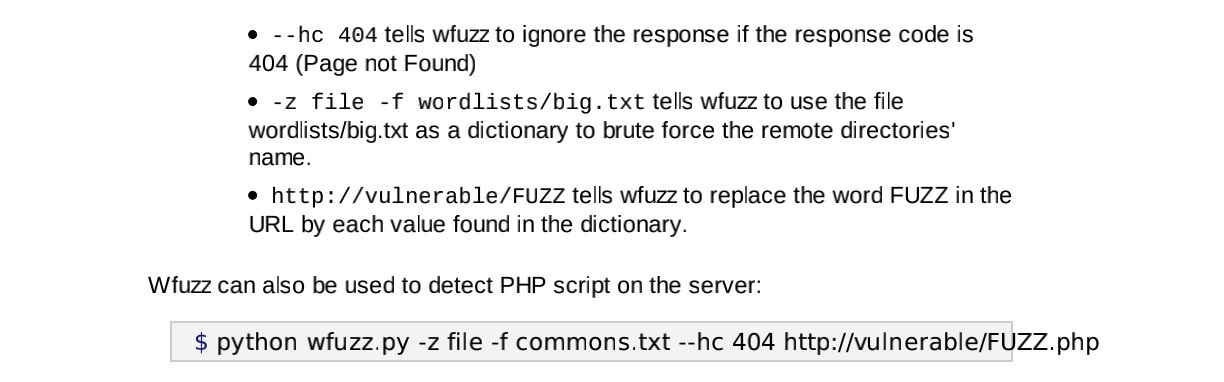 • --hc 404 tells wfuzz to ignore the response if the response code is
404 (Page not Found)
• -z file -f wordlists/big.txt tells wfuzz to use the file
wordlists/big.txt as a dictionary to brute force the remote directories'
name.
• http://vulnerable/FUZZ tells wfuzz to replace the word FUZZ in the
URL by each value found in the dictionary.
Wfuzz can also be used to detect PHP script on the server:
$ python wfuzz.py -z file -f commons.txt --hc 404 http://vulnerable/FUZZ.php